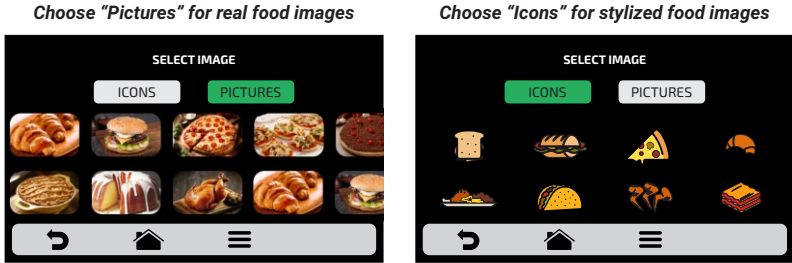 Choose “Pictures” for real food images
SELECT IMAGE
ICONS
PICTURES
Choose “Icons” for stylized food images
SELECT IMAGE
ICONS
PICTURES